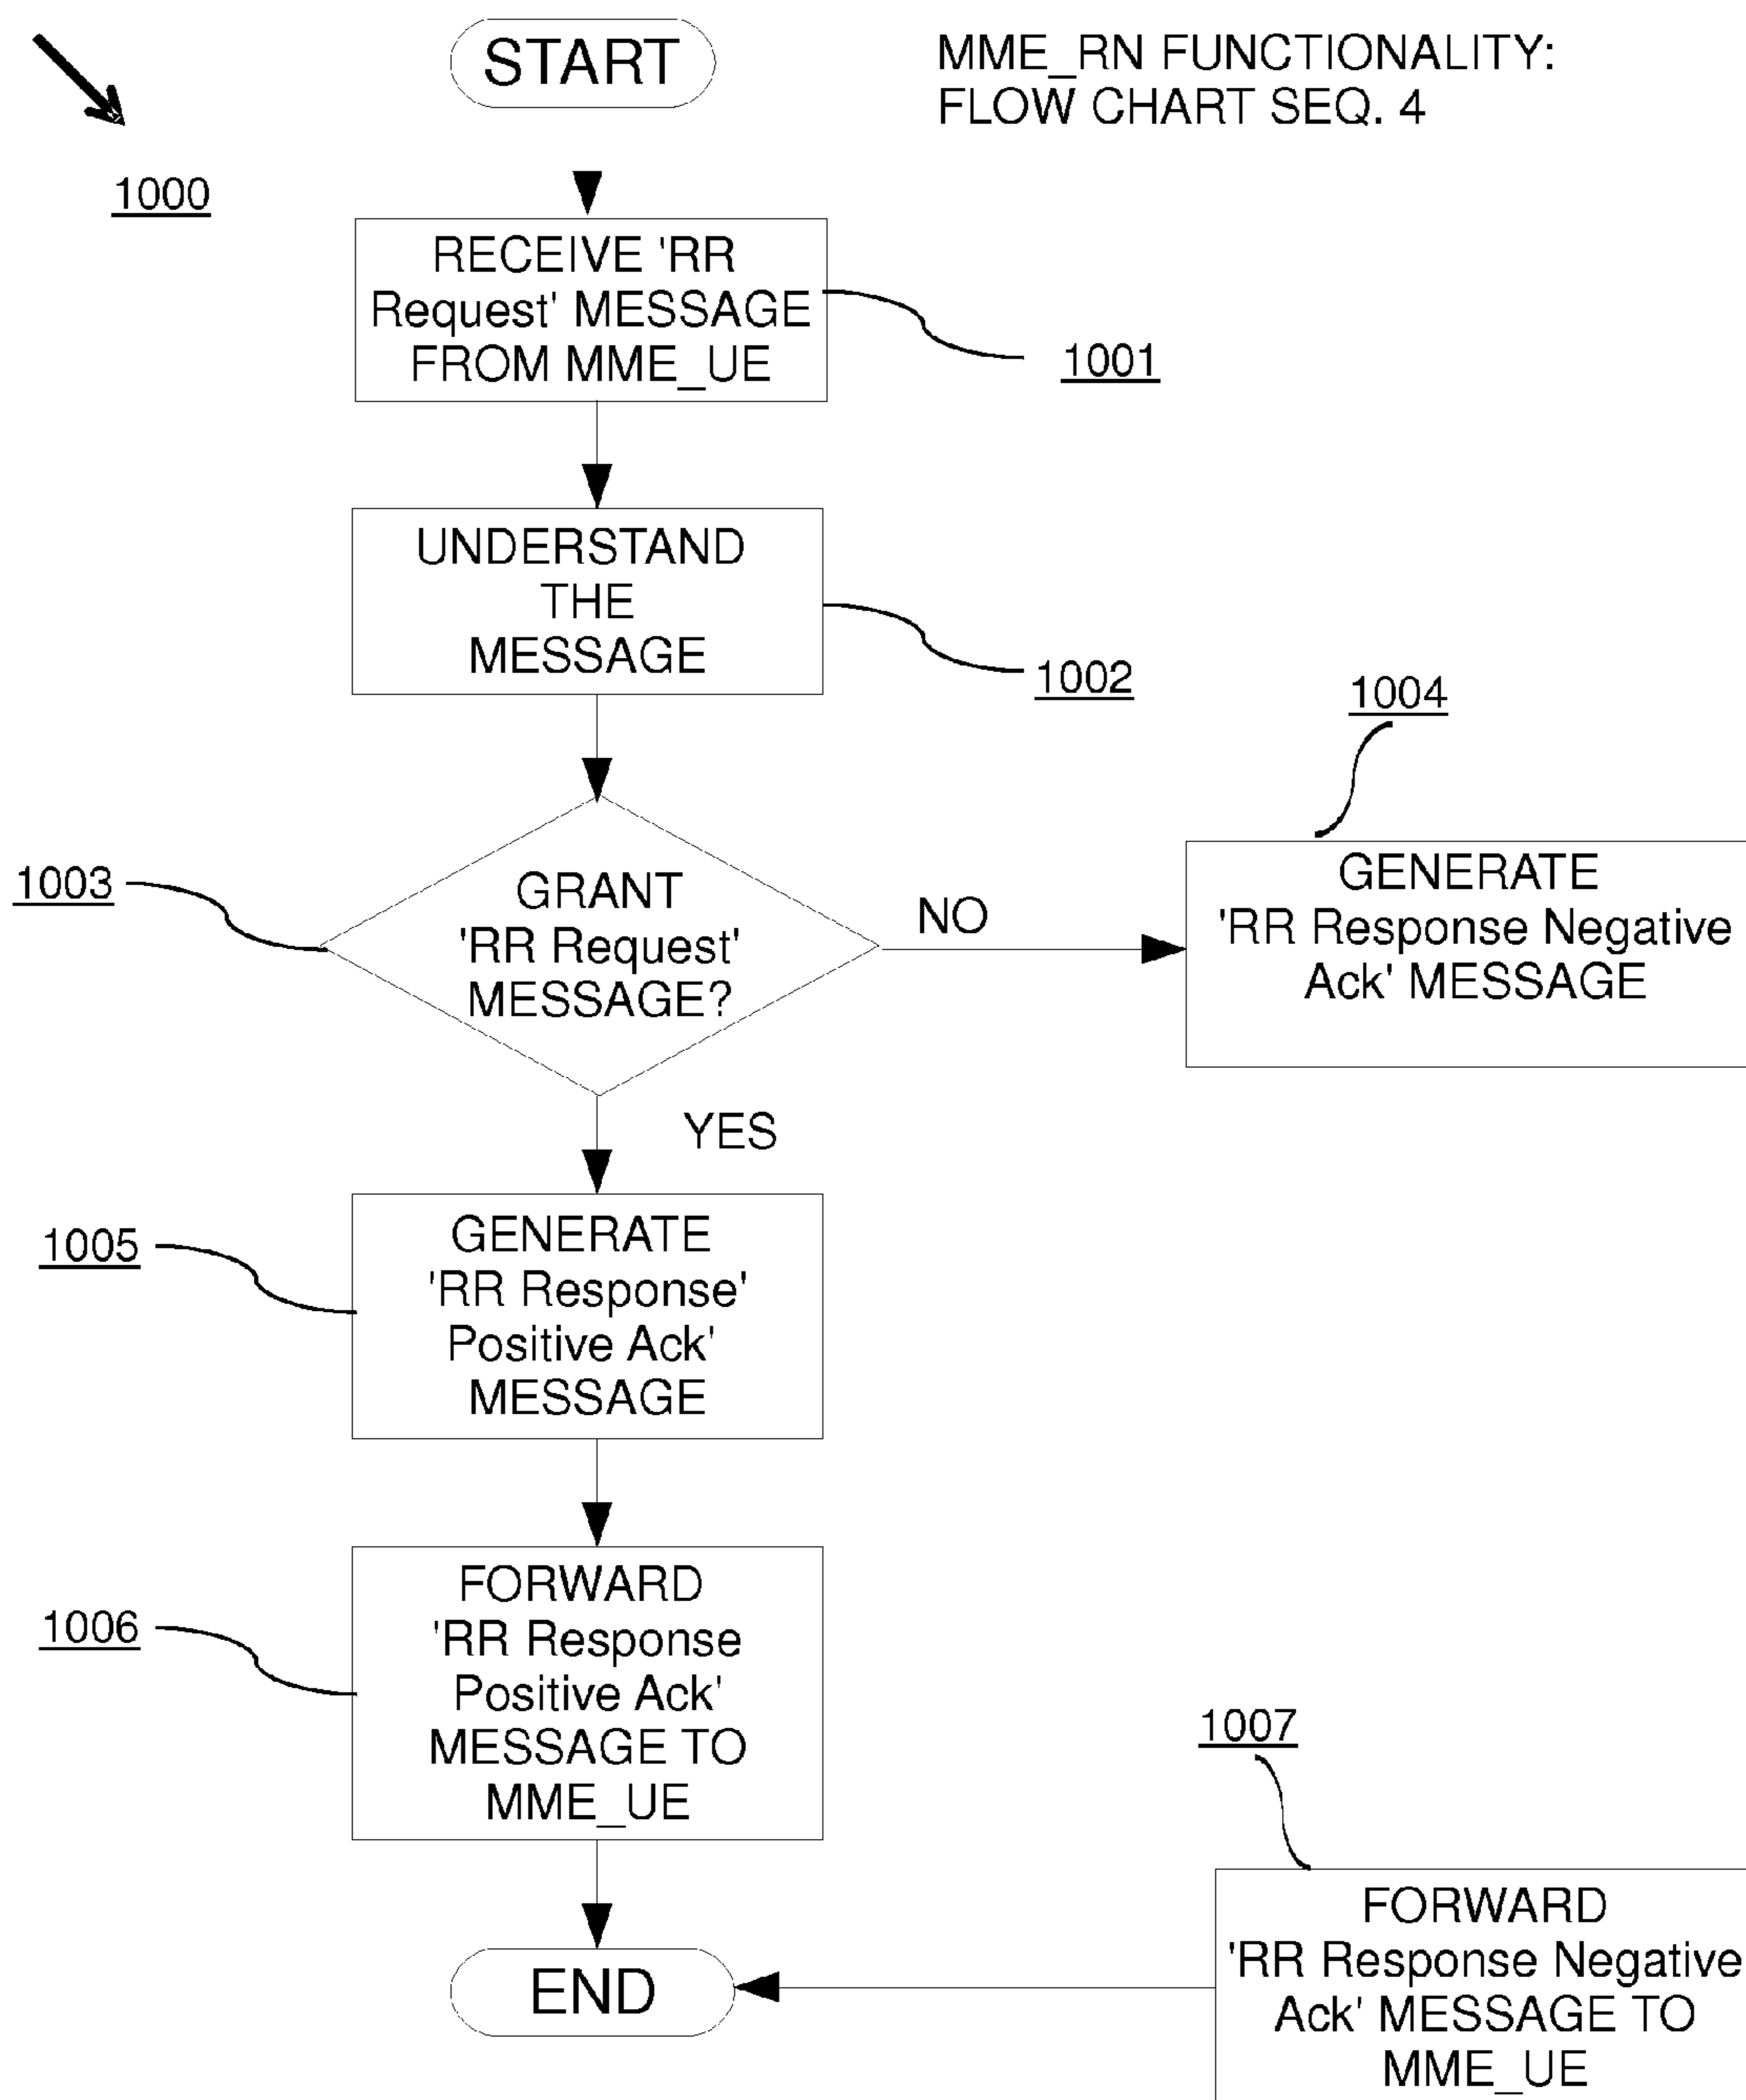 START
MME_RN FUNCTIONALITY:
FLOW CHART SEQ. 4
1000
RECEIVE 'RR
Request' MESSAGE
FROM MME_UE
1001
UNDERSTAND
THE
MESSAGE
1002
1003
GRANT
'RR Request'
MESSAGE?
NO
1004
GENERATE
'RR Response Negative
Ack' MESSAGE
YES
1005
GENERATE
'RR Response'
Positive Ack'
MESSAGE
1006
FORWARD
'RR Response
Positive Ack'
MESSAGE TO
MME_UE
1007
FORWARD
'RR Response Negative
Ack' MESSAGE TO
MME_UE
END